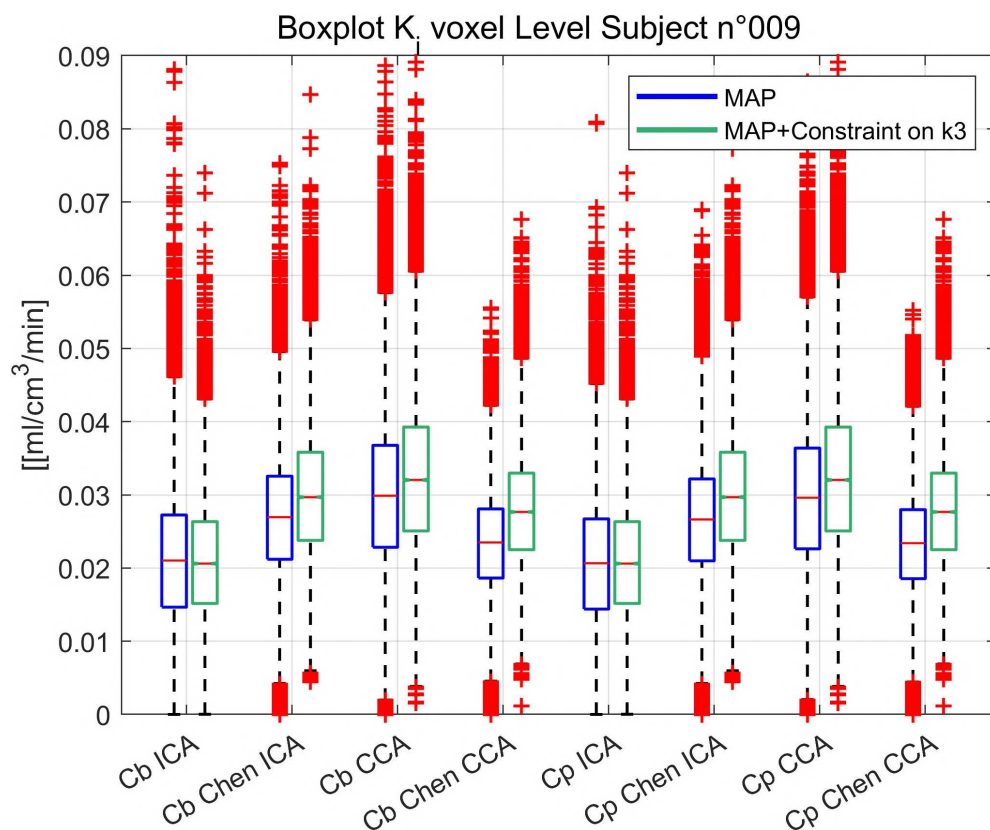 Boxplot Kᵢ voxel Level Subject n°009
MAP
MAP+Constraint on k3
[[ml/cm³/min]
0.09
0.08
0.07
0.06
0.05
0.04
0.03
0.02
0.01
0
Cb ICA
Cb Chen ICA
Cb CCA
Cb Chen CCA
Cp ICA
Cp Chen ICA
Cp CCA
Cp Chen CCA